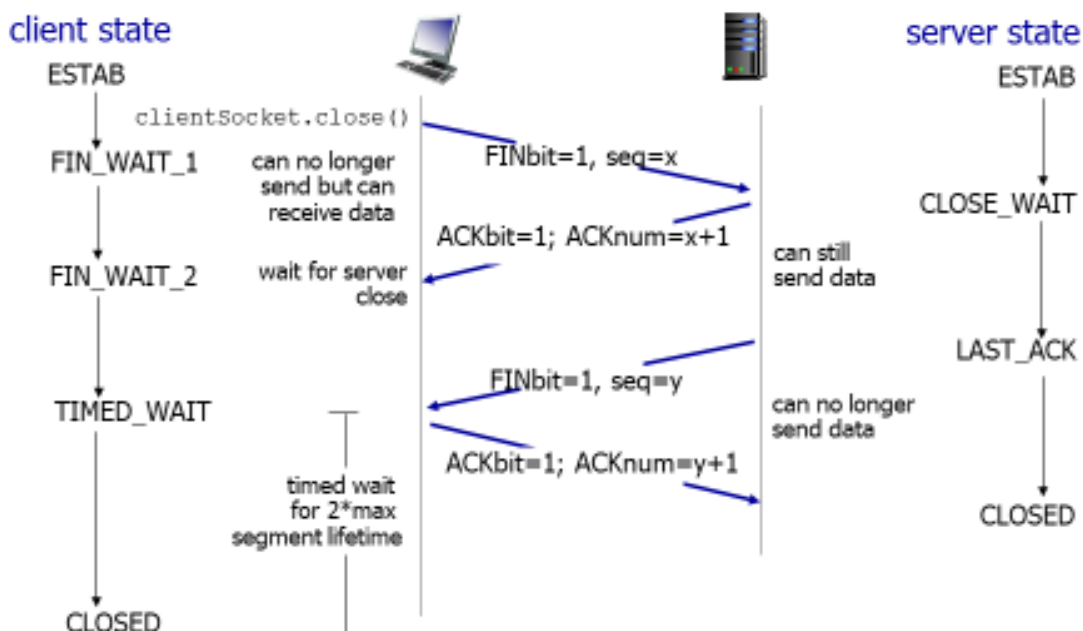 client state
server state
ESTAB
ESTAB
clientSocket.close()
FINbit=1, seq=x
FIN_WAIT_1
can no longer
send but can
receive data
CLOSE_WAIT
ACKbit=1; ACKnum=x+1
FIN_WAIT_2
wait for server
close
can still
send data
LAST_ACK
FINbit=1, seq=y
TIMED_WAIT
can no longer
send data
ACKbit=1; ACKnum=y+1
timed wait
for 2*max
segment lifetime
CLOSED
CLOSED